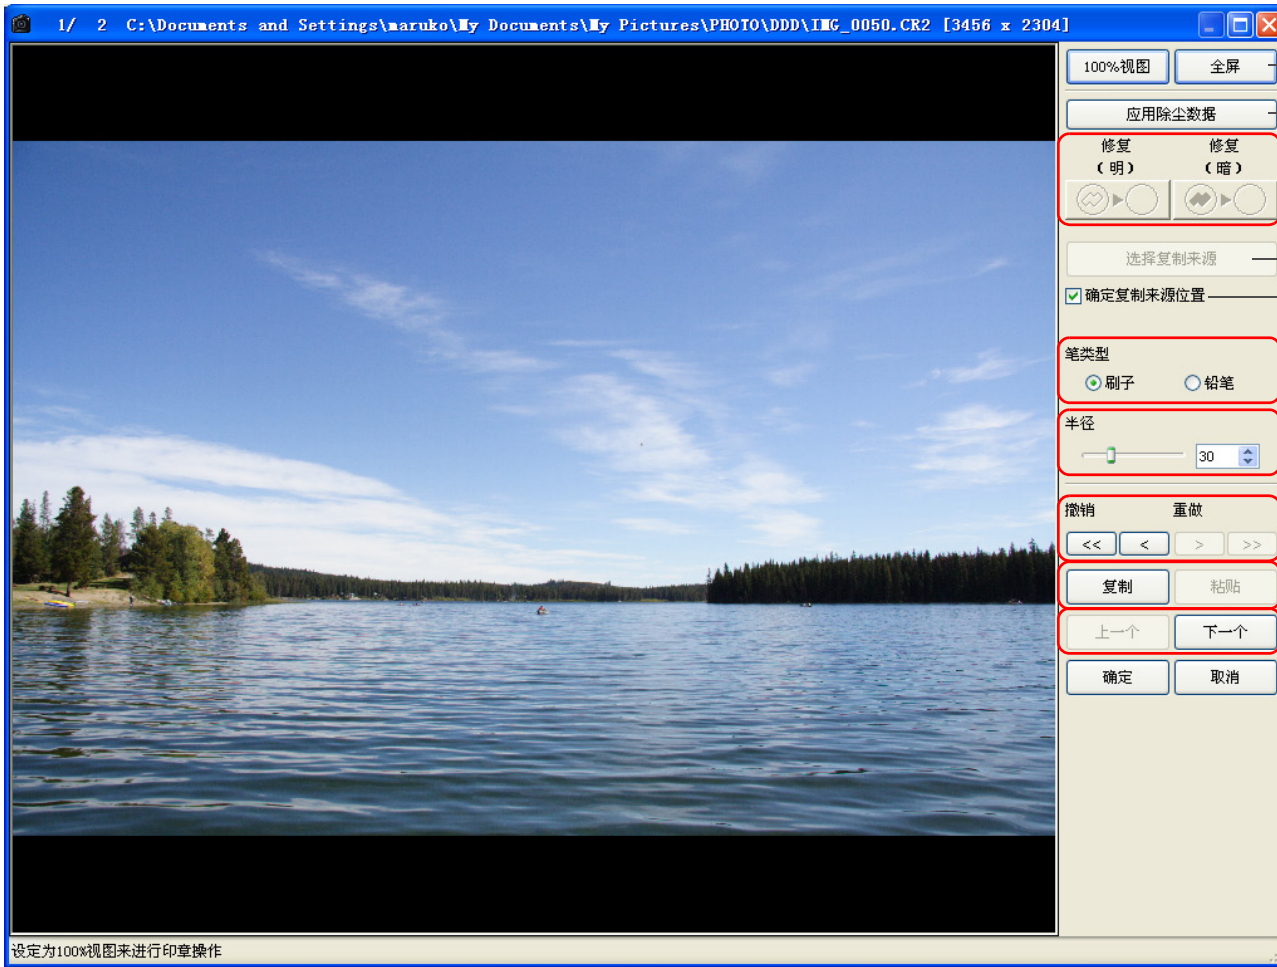 1/ 2 C:\Documents and Settings\maruko\My Documents\My Pictures\PHOTO\DDD\IMG_0050.CR2 [3456 x 2304]
100%视图 全屏
应用除尘数据
修复 修复
(明) (暗)
选择复制来源
确定复制来源位置
笔类型
刷子 铅笔
半径
30
撤销 重做
<< < > >>
复制 粘贴
上一个 下一个
确定 取消
设定为100%视图来进行印章操作